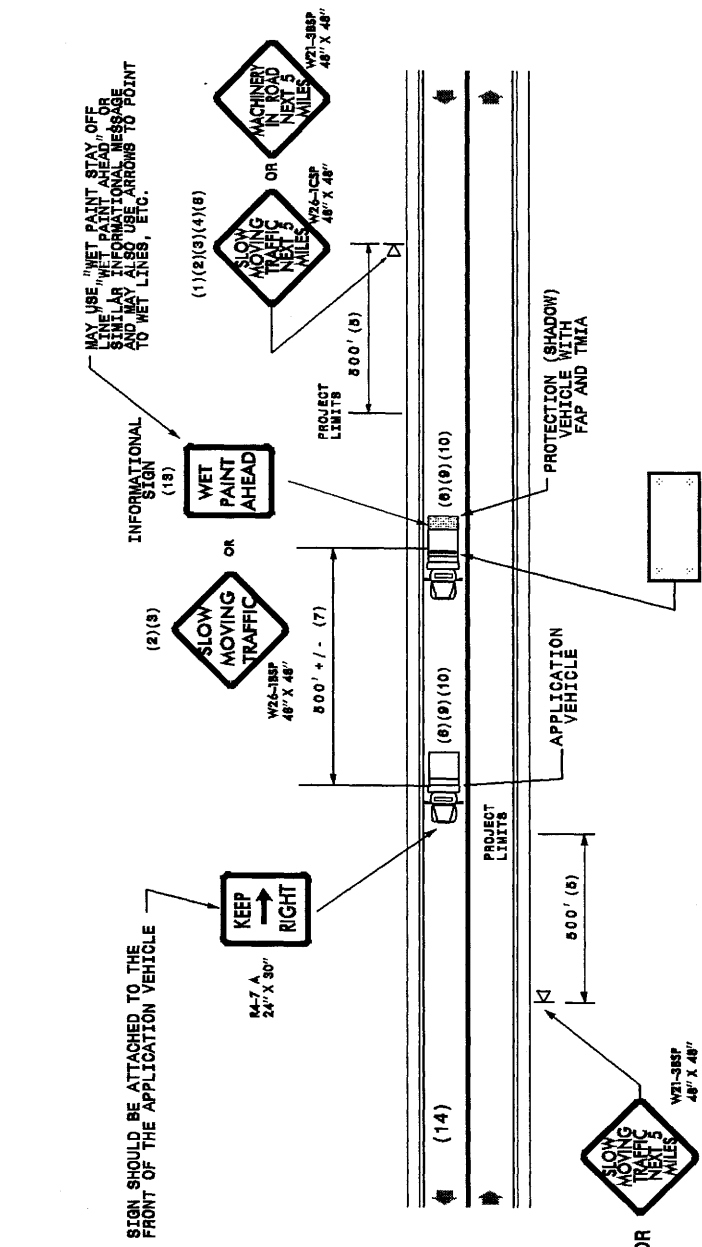 SIGN SHOULD BE ATTACHED TO THE
FRONT OF THE APPLICATION VEHICLE
KEEP
RIGHT
R4-7 A
24" X 30"
(2)(3)
SLOW
MOVING
TRAFFIC
W26-1BSP
48" X 48"
OR
INFORMATIONAL
SIGN
(13)
WET
PAINT
AHEAD
MAY USE "WET PAINT STAY OFF
LINE" "WET PAINT AHEAD", OR
SIMILAR INFORMATIONAL MESSAGE
AND MAY ALSO USE ARROWS TO POINT
TO WET LINES, ETC.
(1)(2)(3)(4)(8)
SLOW
MOVING
TRAFFIC
NEXT 5
MILES
W26-1CSP
48" X 48"
OR
MACHINERY
IN ROAD
NEXT 5
MILES
W21-3BSP
48" X 48"
500' +/- (7)
PROJECT
LIMITS
500' (5)
(14)
(6)(9)(10)
(6)(9)(10)
PROJECT
LIMITS
500' (5)
APPLICATION
VEHICLE
PROTECTION (SHADOW)
VEHICLE WITH
FAP AND TMIA
OR
SLOW
MOVING
TRAFFIC
NEXT 5
MILES
W21-3BSP
48" X 48"